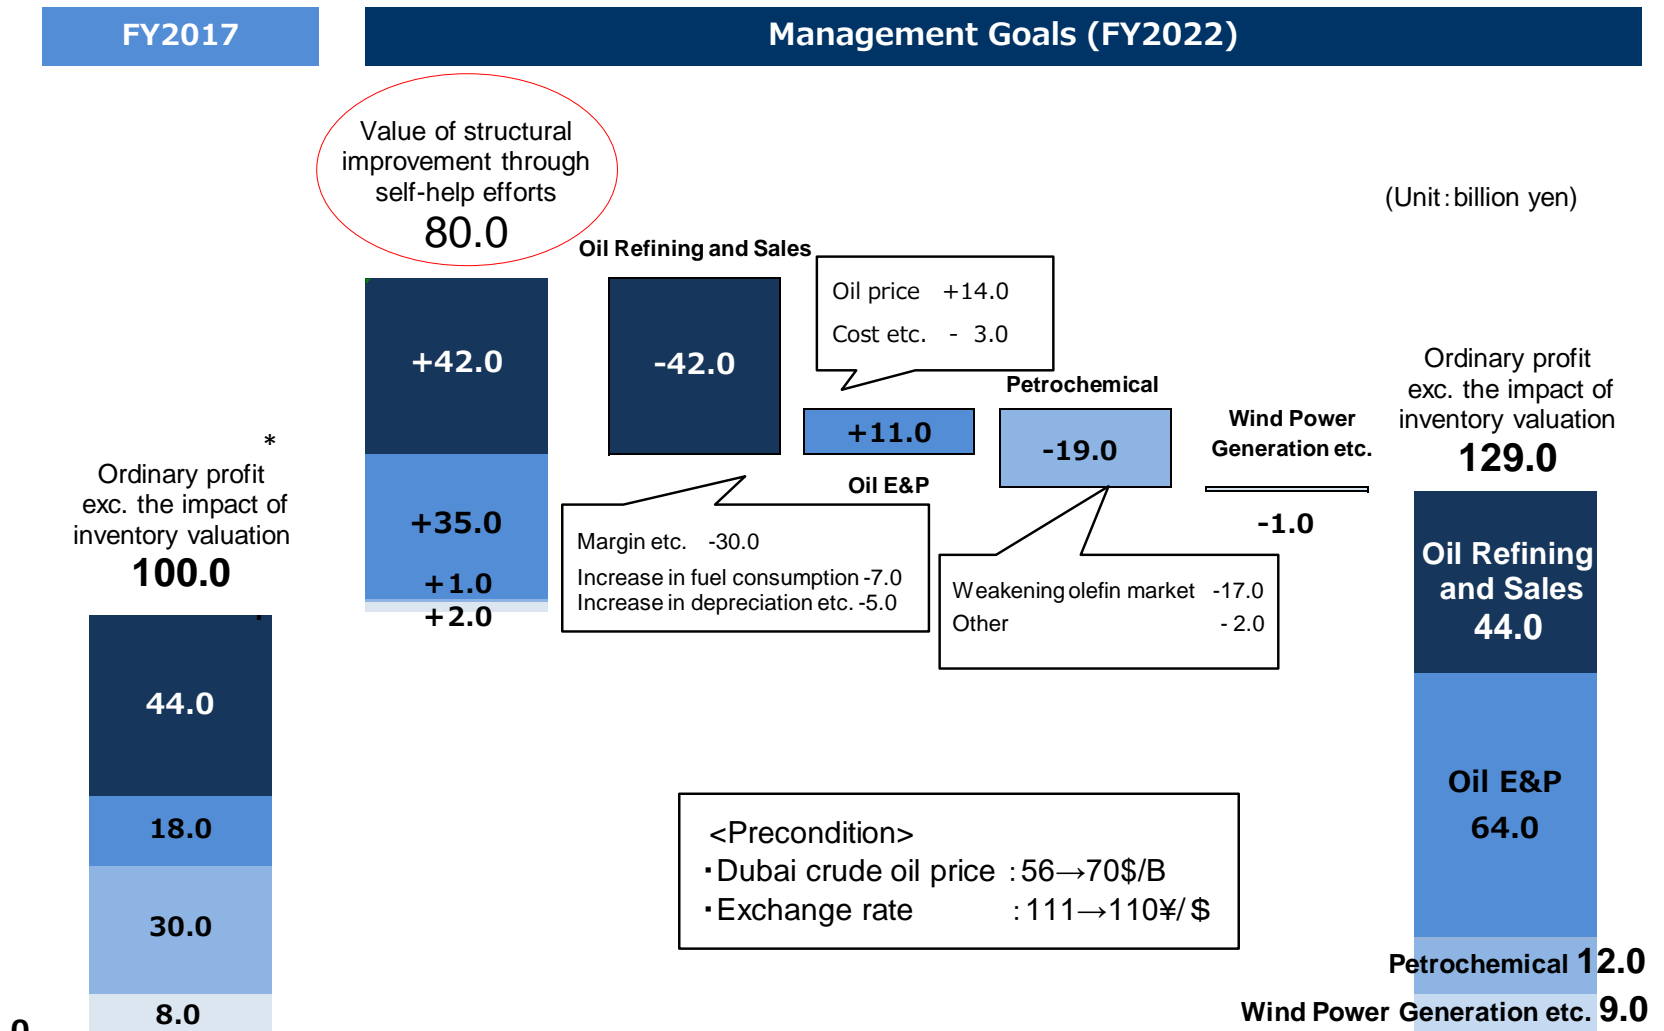 FY2017
Management Goals (FY2022)
Value of structural
improvement through
self-help efforts
80.0
(Unit:billion yen)
Oil Refining and Sales
Oil price +14.0
Cost etc. - 3.0
+42.0
-42.0
Petrochemical
+11.0
-19.0
Oil E&P
Wind Power
Generation etc.
-1.0
Ordinary profit
exc. the impact of
inventory valuation
129.0
*
Ordinary profit
exc. the impact of
inventory valuation
100.0
+35.0
+1.0
+2.0
Margin etc. -30.0
Increase in fuel consumption -7.0
Increase in depreciation etc. -5.0
Weakening olefin market -17.0
Other - 2.0
Oil Refining
and Sales
44.0
44.0
18.0
30.0
8.0
0
<Precondition>
・Dubai crude oil price :56→70$/B
・Exchange rate :111→110¥/$
Oil E&P
64.0
Petrochemical 12.0
Wind Power Generation etc. 9.0